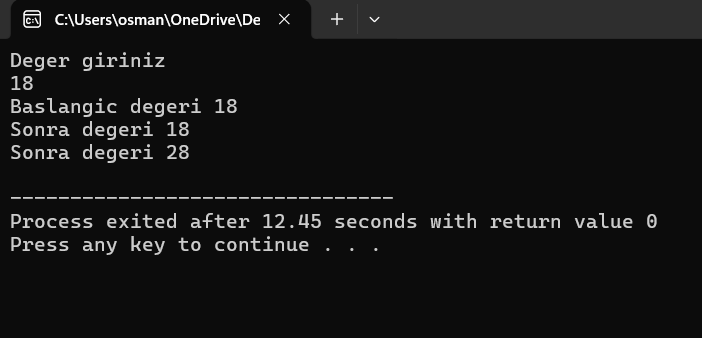 C:\Users\osman\OneDrive\De
Deger giriniz
18
Baslangic degeri 18
Sonra degeri 18
Sonra degeri 28
--------------------------------
Process exited after 12.45 seconds with return value 0
Press any key to continue . . .